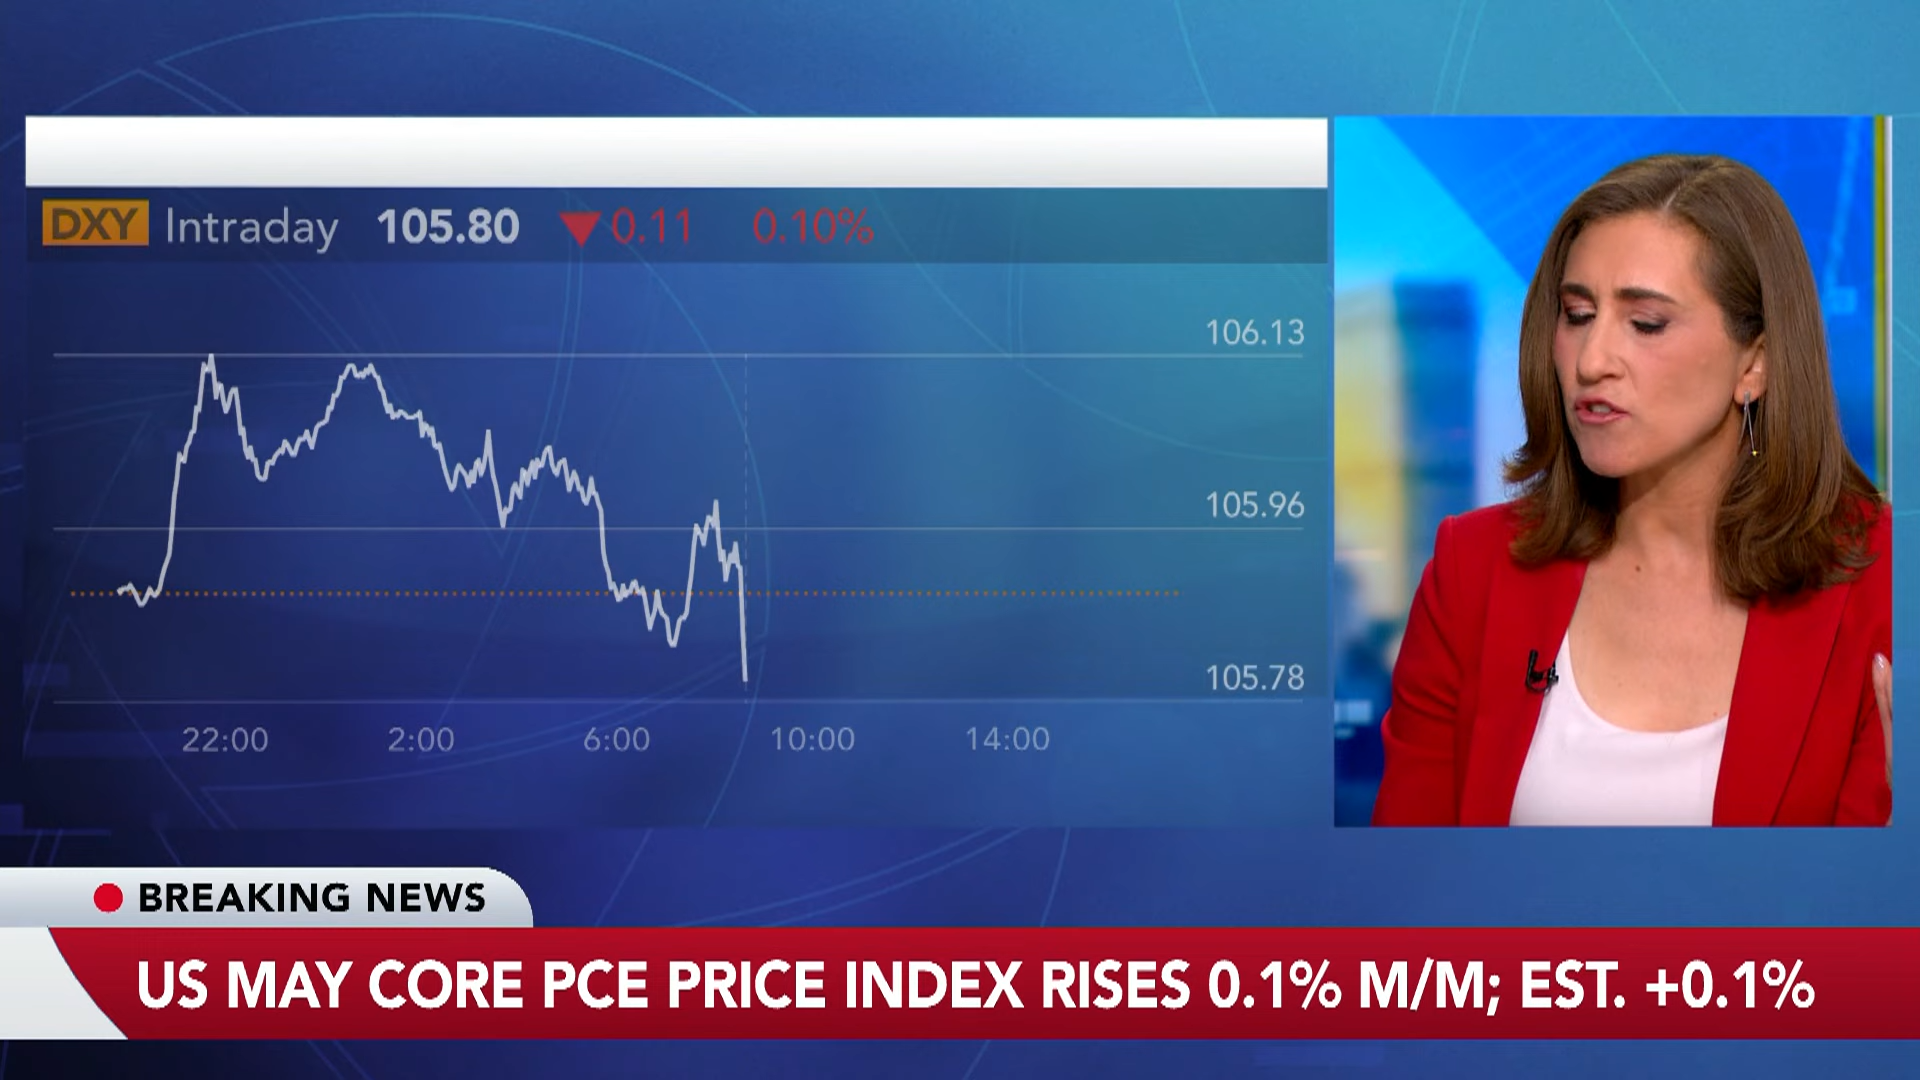 DXY Intraday 105.80 ▼0.11 0.10%
106.13
105.96
105.78
22:00 2:00 6:00 10:00 14:00
BREAKING NEWS
US MAY CORE PCE PRICE INDEX RISES 0.1% M/M; EST. +0.1%